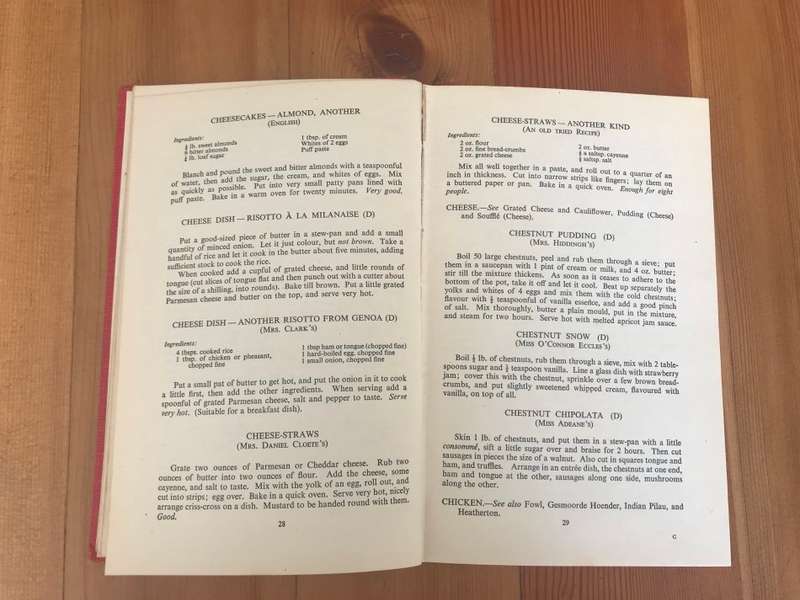 CHEESECAKES — ALMOND, ANOTHER
(ENGLISH)
Ingredients:
¼ lb. sweet almonds
6 bitter almonds
¼ lb. loaf sugar
1 tbsp. of cream
Whites of 2 eggs
Puff paste
Blanch and pound the sweet and bitter almonds with a teaspoonful
of water, then add the sugar, the cream, and whites of eggs. Mix
as quickly as possible. Put into very small patty pans lined with
puff paste. Bake in a warm oven for twenty minutes. Very good.
CHEESE DISH — RISOTTO À LA MILANAISE (D)
Put a good-sized piece of butter in a stew-pan and add a small
quantity of minced onion. Let it just colour, but not brown. Take a
handful of rice and let it cook in the butter about five minutes, adding
sufficient stock to cook the rice.
When cooked add a cupful of grated cheese, and little rounds of
tongue (cut slices of tongue flat and then punch out with a cutter about
the size of a shilling, into rounds). Bake till brown. Put a little grated
Parmesan cheese and butter on the top, and serve very hot.
CHEESE DISH — ANOTHER RISOTTO FROM GENOA (D)
(MRS. CLARK'S)
Ingredients:
4 tbsps. cooked rice
1 tbsp. of chicken or pheasant,
chopped fine
1 tbsp ham or tongue (chopped fine)
1 hard-boiled egg, chopped fine
1 small onion, chopped fine
Put a small pat of butter to get hot, and put the onion in it to cook
a little first, then add the other ingredients. When serving add a
spoonful of grated Parmesan cheese, salt and pepper to taste. Serve
very hot. (Suitable for a breakfast dish).
CHEESE-STRAWS
(MRS. DANIEL CLOETE'S)
Grate two ounces of Parmesan or Cheddar cheese. Rub two
ounces of butter into two ounces of flour. Add the cheese, some
cayenne, and salt to taste. Mix with the yolk of an egg, roll out, and
cut into strips; egg over. Bake in a quick oven. Serve very hot, nicely
arrange criss-cross on a dish. Mustard to be handed round with them.
Good.
28
CHEESE-STRAWS — ANOTHER KIND
(AN OLD TRIED RECIPE)
Ingredients:
2 oz. flour
2 oz. fine bread-crumbs
2 oz. grated cheese
2 oz. butter
½ a saltsp. cayenne
½ saltsp. salt
Mix all well together in a paste, and roll out to a quarter of an
inch in thickness. Cut into narrow strips like fingers; lay them on
a buttered paper or pan. Bake in a quick oven. Enough for eight
people.
CHEESE.—See Grated Cheese and Cauliflower, Pudding (Cheese)
and Soufflé (Cheese).
CHESTNUT PUDDING (D)
(MRS. HIDDINGH'S)
Boil 50 large chestnuts, peel and rub them through a sieve; put
them in a saucepan with 1 pint of cream or milk, and 4 oz. butter;
stir till the mixture thickens. As soon as it ceases to adhere to the
bottom of the pot, take it off and let it cool. Beat up separately the
yolks and whites of 4 eggs and mix them with the cold chestnuts;
flavour with ½ teaspoonful of vanilla essence, and add a good pinch
of salt. Mix thoroughly, butter a plain mould, put in the mixture,
and steam for two hours. Serve hot with melted apricot jam sauce.
CHESTNUT SNOW (D)
(MISS O'CONNOR ECCLES'S)
Boil ½ lb. of chestnuts, rub them through a sieve, mix with 2 table-
spoons sugar and ½ teaspoon vanilla. Line a glass dish with strawberry
jam; cover this with the chestnut, sprinkle over a few brown bread-
crumbs, and put slightly sweetened whipped cream, flavoured with
vanilla, on top of all.
CHESTNUT CHIPOLATA (D)
(MISS ADEANE'S)
Skin 1 lb. of chestnuts, and put them in a stew-pan with a little
consommé, sift a little sugar over and braise for 2 hours. Then cut
sausages in pieces the size of a walnut. Also cut in squares tongue and
ham, and truffles. Arrange in an entrée dish, the chestnuts at one end,
ham and tongue at the other, sausages along one side, mushrooms
along the other.
CHICKEN.—See also Fowl, Gesmoorde Hoender, Indian Pilau, and
Heatherton.
29
G